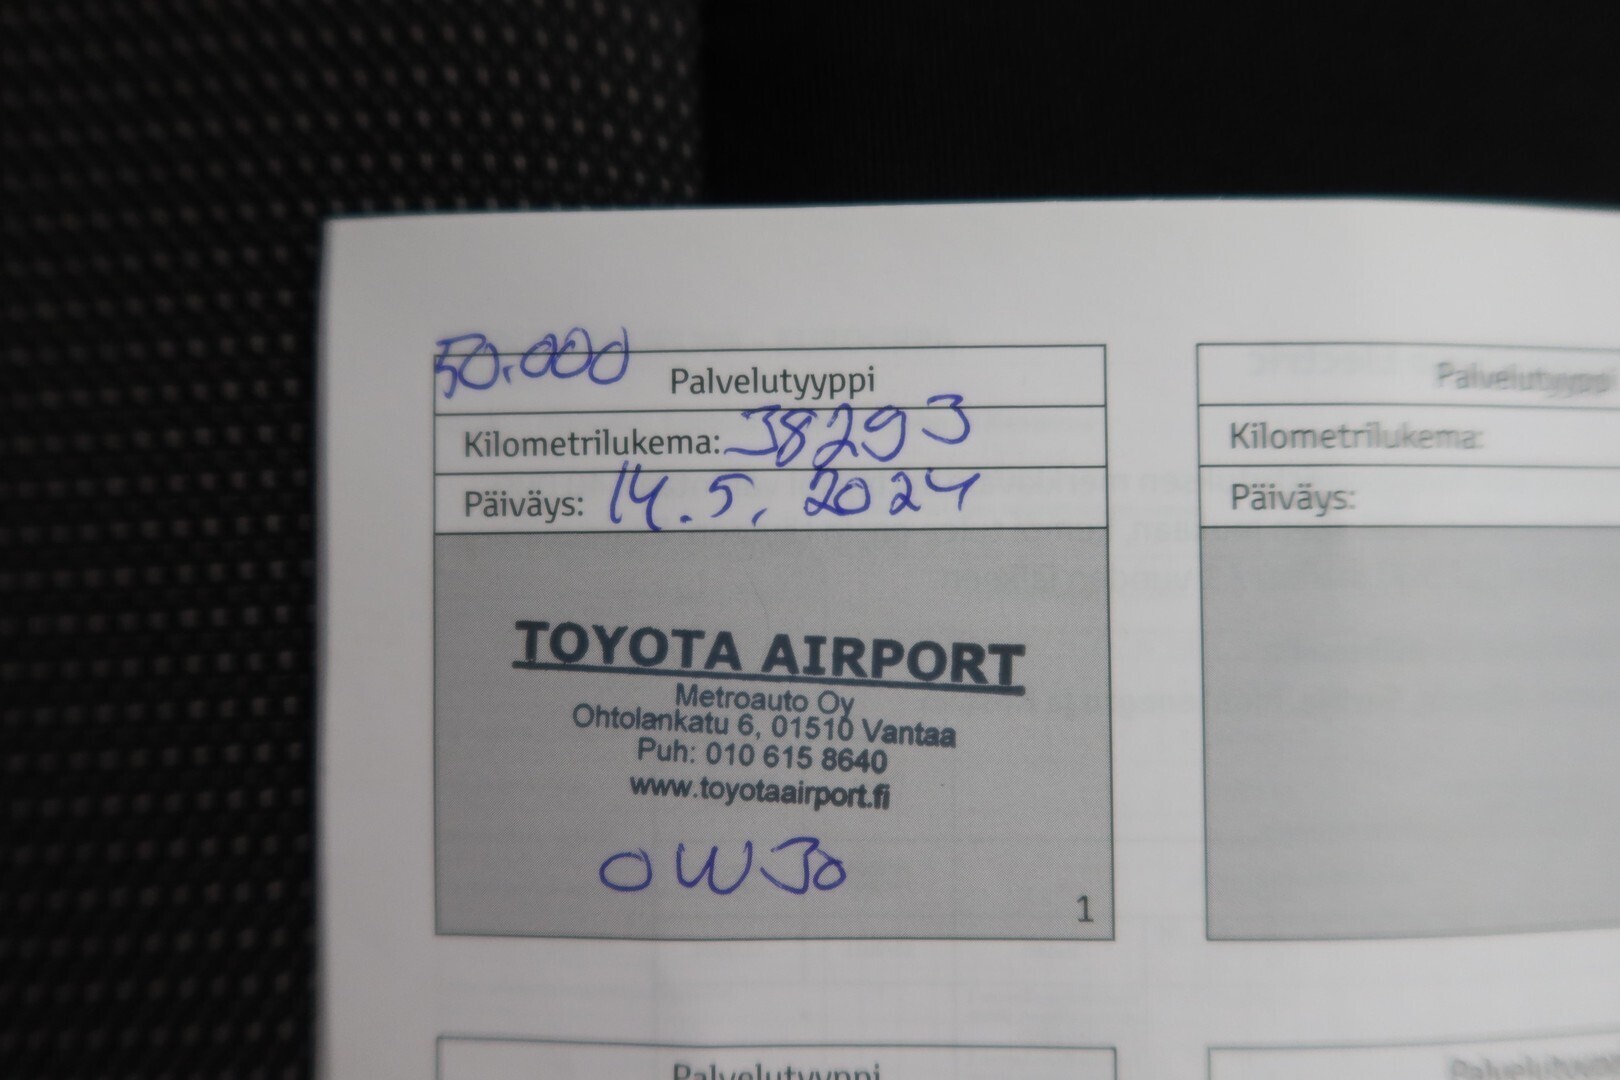 50.000
Palvelutyyppi
Kilometrilukema: 38293
Päiväys: 14.5. 2024
TOYOTA AIRPORT
Metroauto Oy
Ohtolankatu 6, 01510 Vantaa
Puh: 010 615 8640
www.toyotaairport.fi
1
Palvelutyyppi
Kilometrilukema:
Päiväys:
Palvelutyyppi
Palvelutyyppi